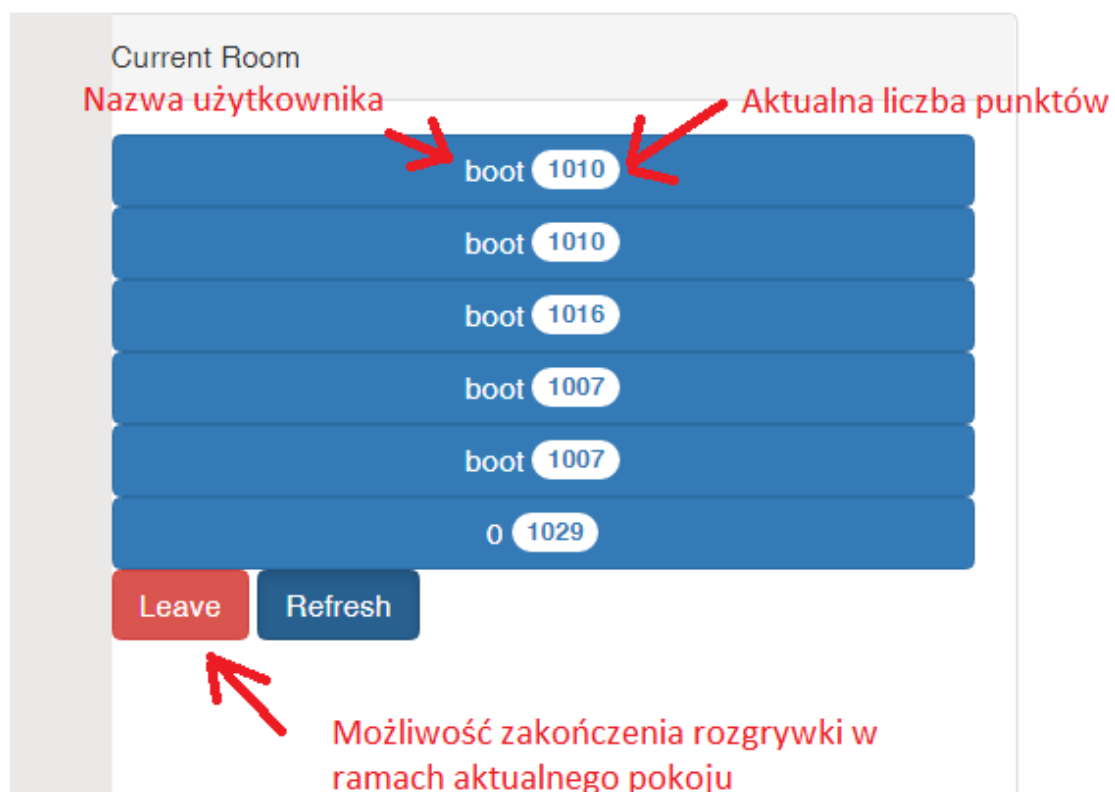 Current Room
Nazwa użytkownika
Aktualna liczba punktów
boot 1010
boot 1010
boot 1016
boot 1007
boot 1007
0 1029
Leave Refresh
Możliwość zakończenia rozgrywki w
ramach aktualnego pokoju